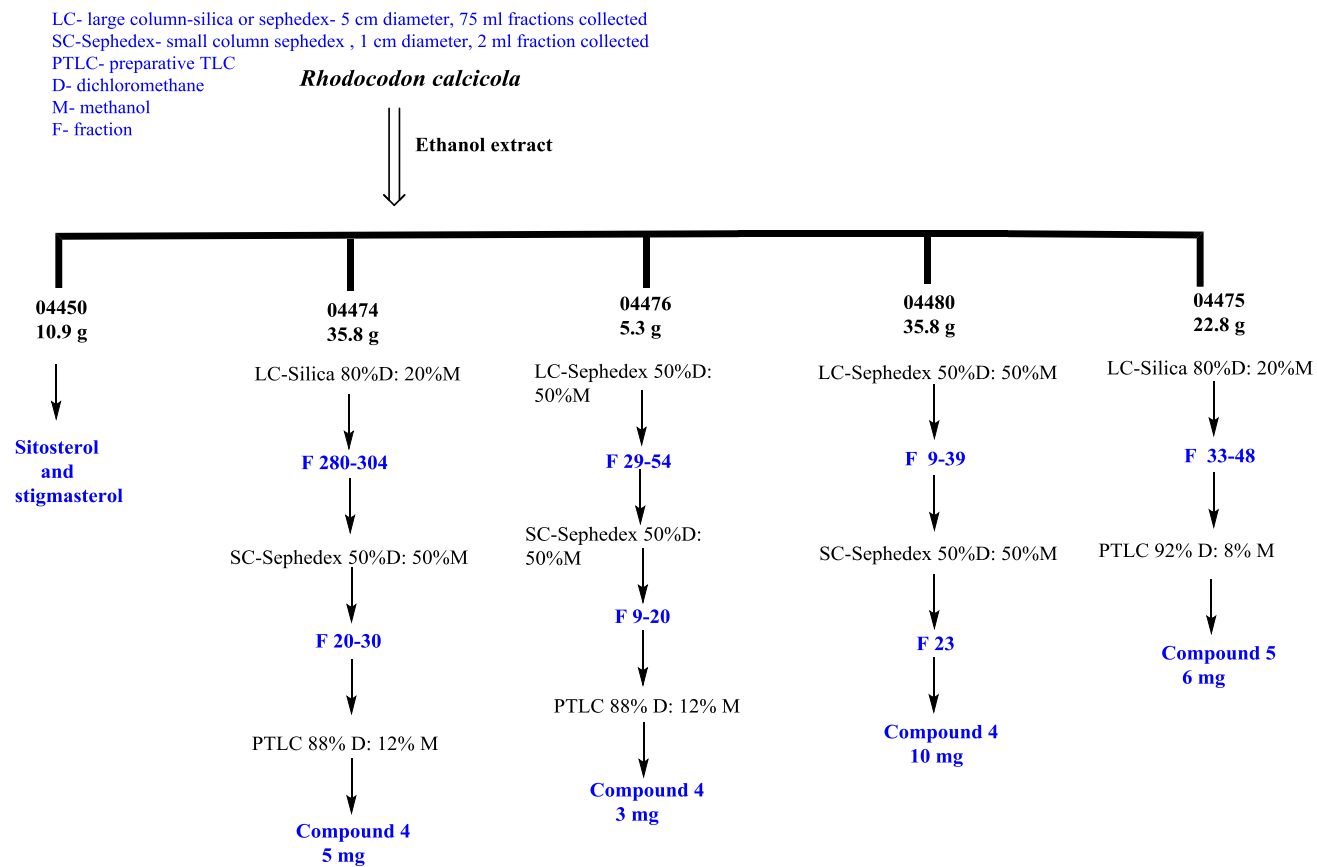 LC- large column-silica or sephedex- 5 cm diameter, 75 ml fractions collected
SC-Sephedex- small column sephedex , 1 cm diameter, 2 ml fraction collected
PTLC- preparative TLC
D- dichloromethane
M- methanol
F- fraction
Rhodocodon calcicola
Ethanol extract
04450
10.9 g
Sitosterol
and
stigmasterol
04474
35.8 g
LC-Silica 80%D: 20%M
F 280-304
SC-Sephedex 50%D: 50%M
F 20-30
PTLC 88% D: 12% M
Compound 4
5 mg
04476
5.3 g
LC-Sephedex 50%D:
50%M
F 29-54
SC-Sephedex 50%D:
50%M
F 9-20
PTLC 88% D: 12% M
Compound 4
3 mg
04480
35.8 g
LC-Sephedex 50%D: 50%M
F 9-39
SC-Sephedex 50%D: 50%M
F 23
Compound 4
10 mg
04475
22.8 g
LC-Silica 80%D: 20%M
F 33-48
PTLC 92% D: 8% M
Compound 5
6 mg